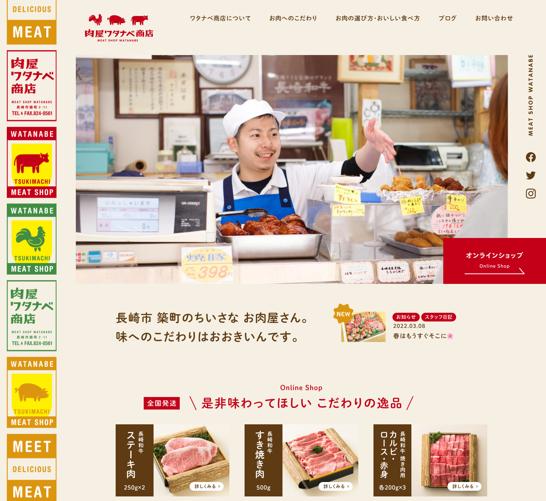 DELICIOUS
MEAT
肉屋
ワタナベ
商店
MEAT SHOP WATANABE
WATANABE
TSUKIMACHI
MEAT SHOP
WATANABE
TSUKIMACHI
MEAT SHOP
肉屋
ワタナベ
商店
MEAT SHOP WATANABE
WATANABE
TSUKIMACHI
MEAT SHOP
MEET
DELICIOUS
MEAT
肉屋ワタナベ商店
MEAT SHOP WATANABE
ワタナベ商店について
お肉へのこだわり
お肉の選び方・おいしい食べ方
ブログ
お問い合わせ
長崎和牛
398
MEAT SHOP WATANABE
オンラインショップ
Online Shop
長崎市 築町のちいさな お肉屋さん。
味へのこだわりはおおきいんです。
NEW
お知らせ
スタッフ日記
2022.03.08
春はもうすぐそこに🌸
Online Shop
全国発送
是非味わってほしい こだわりの逸品
長崎和牛
ステーキ肉
250g×2
詳しくみる
長崎和牛
すき焼き肉
500g
詳しくみる
長崎和牛 焼き肉用
カルビ・
ロース・赤身
各200g×3
詳しくみる